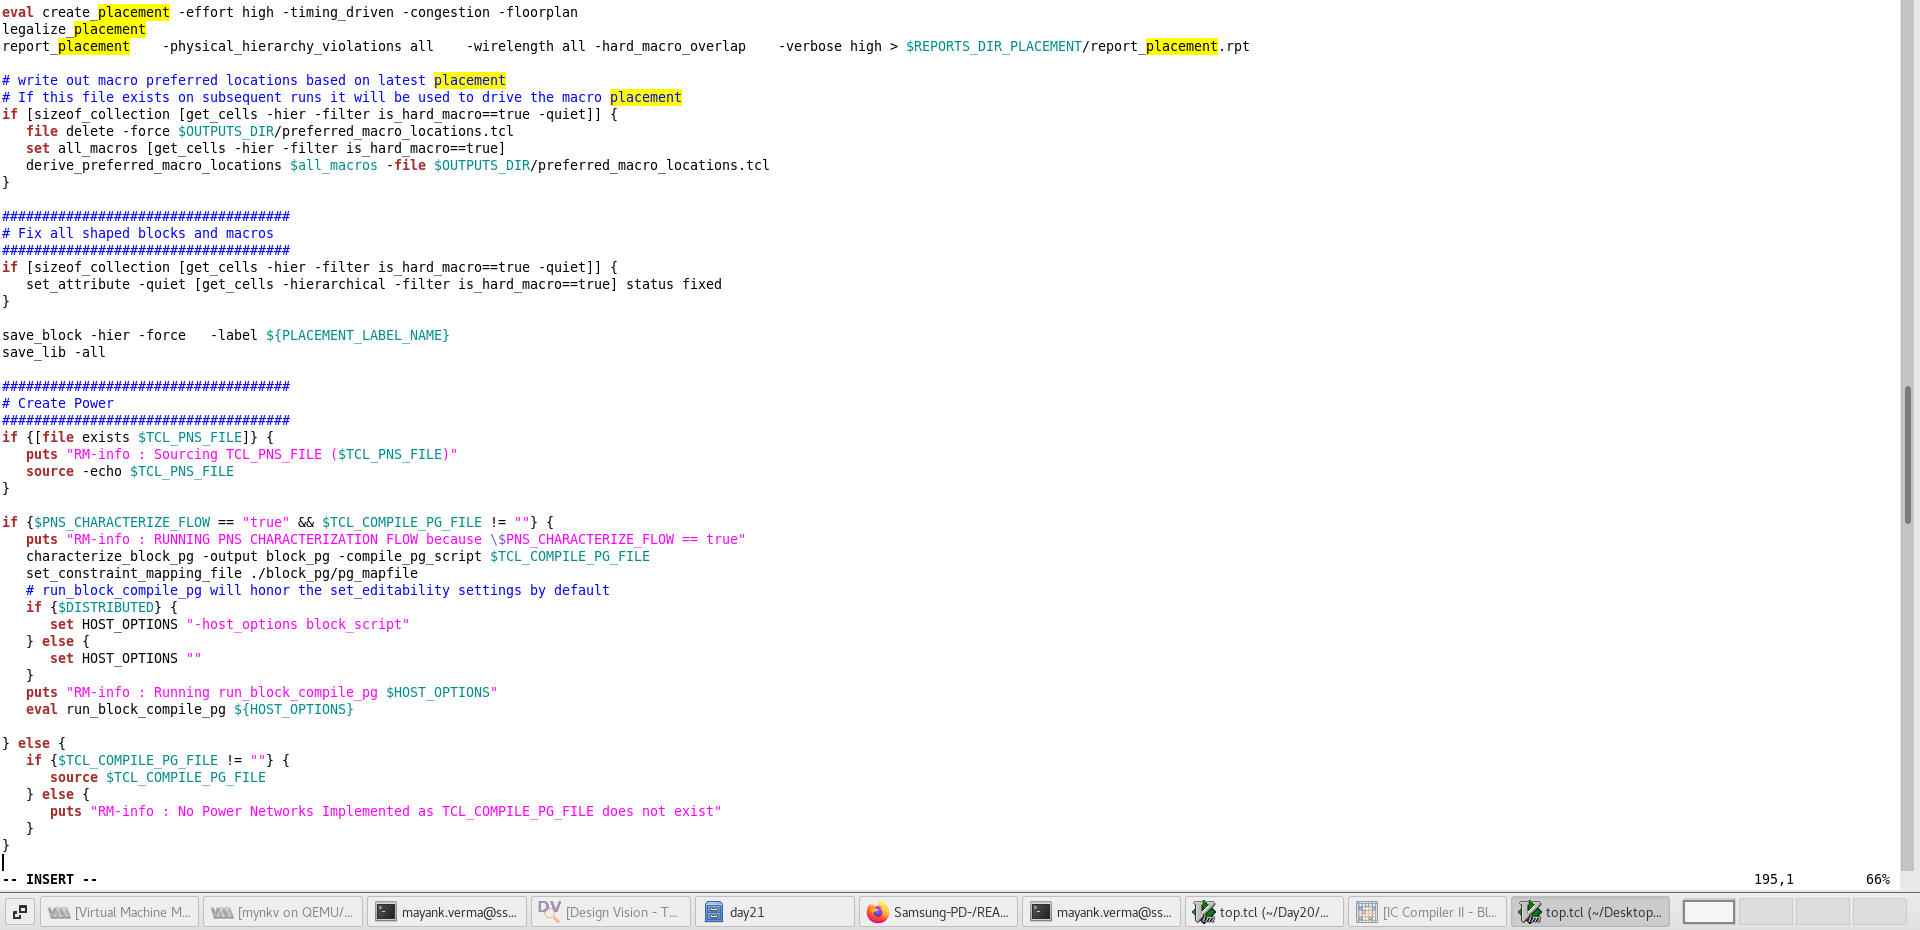 eval create_placement -effort high -timing_driven -congestion -floorplan
legalize_placement
report_placement    -physical_hierarchy_violations all    -wirelength all -hard_macro_overlap    -verbose high > $REPORTS_DIR_PLACEMENT/report_placement.rpt

# write out macro preferred locations based on latest placement
# If this file exists on subsequent runs it will be used to drive the macro placement
if [sizeof_collection [get_cells -hier -filter is_hard_macro==true -quiet]] {
   file delete -force $OUTPUTS_DIR/preferred_macro_locations.tcl
   set all_macros [get_cells -hier -filter is_hard_macro==true]
   derive_preferred_macro_locations $all_macros -file $OUTPUTS_DIR/preferred_macro_locations.tcl
}

####################################
# Fix all shaped blocks and macros
####################################
if [sizeof_collection [get_cells -hier -filter is_hard_macro==true -quiet]] {
   set_attribute -quiet [get_cells -hierarchical -filter is_hard_macro==true] status fixed
}

save_block -hier -force   -label ${PLACEMENT_LABEL_NAME}
save_lib -all

####################################
# Create Power
####################################
if {[file exists $TCL_PNS_FILE]} {
   puts "RM-info : Sourcing TCL_PNS_FILE ($TCL_PNS_FILE)"
   source -echo $TCL_PNS_FILE
}

if {$PNS_CHARACTERIZE_FLOW == "true" && $TCL_COMPILE_PG_FILE != ""} {
   puts "RM-info : RUNNING PNS CHARACTERIZATION FLOW because \$PNS_CHARACTERIZE_FLOW == true"
   characterize_block_pg -output block_pg -compile_pg_script $TCL_COMPILE_PG_FILE
   set_constraint_mapping_file ./block_pg/pg_mapfile
   # run_block_compile_pg will honor the set_editability settings by default
   if {$DISTRIBUTED} {
      set HOST_OPTIONS "-host_options block_script"
   } else {
      set HOST_OPTIONS ""
   }
   puts "RM-info : Running run_block_compile_pg $HOST_OPTIONS"
   eval run_block_compile_pg ${HOST_OPTIONS}

} else {
   if {$TCL_COMPILE_PG_FILE != ""} {
      source $TCL_COMPILE_PG_FILE
   } else {
      puts "RM-info : No Power Networks Implemented as TCL_COMPILE_PG_FILE does not exist"
   }
}
-- INSERT --    195,1    66%
[Virtual Machine M...    [mynkv on QEMU/...    mayank.verma@ss...    [Design Vision - T...    day21    Samsung-PD-/REA...    mayank.verma@ss...    top.tcl (~/Day20/...    [IC Compiler II - Bl...    top.tcl (~/Desktop...